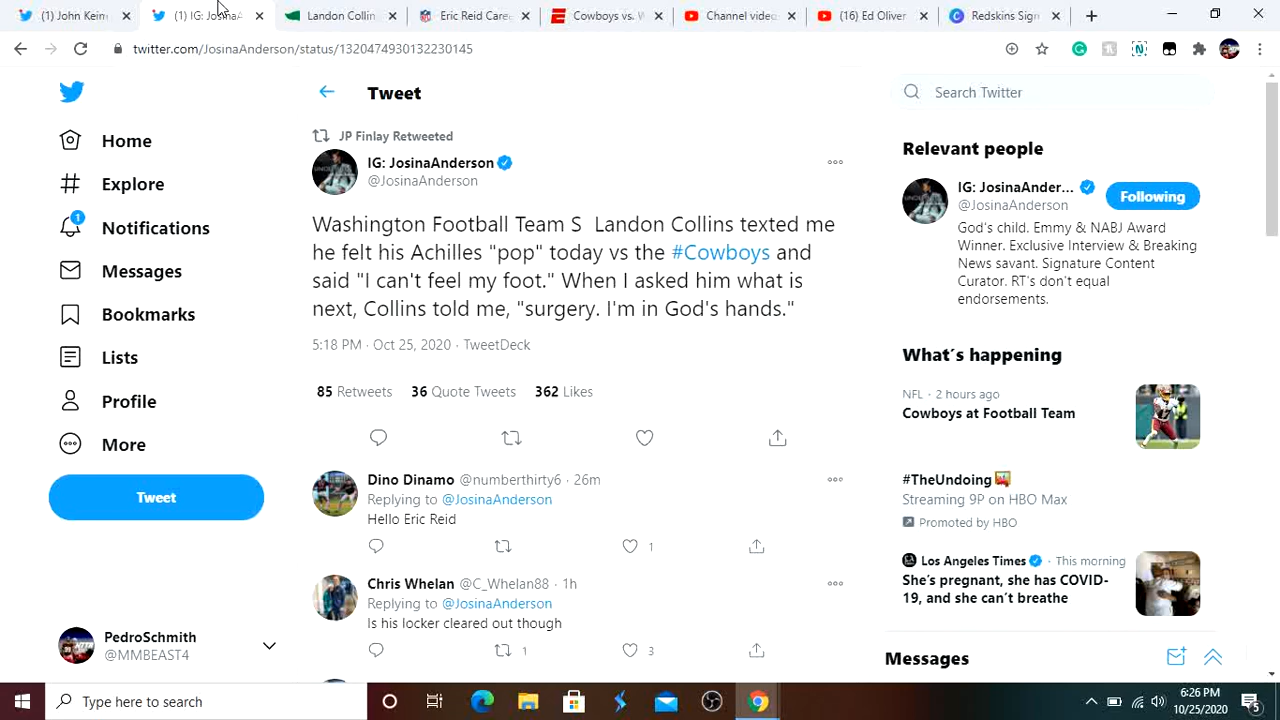 (1) John Keim
(1) IG: JosinaA
Landon Collin
Eric Reid Care
Cowboys vs. W
Channel video
(16) Ed Oliver
Redskins Sign
twitter.com/JosinaAnderson/status/1320474930132230145
Home
Explore
1
Notifications
Messages
Bookmarks
Lists
Profile
More
Tweet
PedroSchmith
@MMBEAST4
Tweet
JP Finlay Retweeted
IG: JosinaAnderson
@JosinaAnderson
Washington Football Team S Landon Collins texted me
he felt his Achilles "pop" today vs the #Cowboys and
said "I can't feel my foot." When I asked him what is
next, Collins told me, "surgery. I'm in God's hands."
5:18 PM · Oct 25, 2020 · TweetDeck
85 Retweets 36 Quote Tweets 362 Likes
Dino Dinamo @numberthirty6 · 26m
Replying to @JosinaAnderson
Hello Eric Reid
1
Chris Whelan @C_Whelan88 · 1h
Replying to @JosinaAnderson
Is his locker cleared out though
1 3
Search Twitter
Relevant people
IG: JosinaAnder...
@JosinaAnderson
Following
God's child. Emmy & NABJ Award
Winner. Exclusive Interview & Breaking
News savant. Signature Content
Curator. RT's don't equal
endorsements.
What's happening
NFL · 2 hours ago
Cowboys at Football Team
#TheUndoing
Streaming 9P on HBO Max
Promoted by HBO
Los Angeles Times · This morning
She's pregnant, she has COVID-
19, and she can't breathe
Messages
Type here to search
6:26 PM
10/25/2020
5